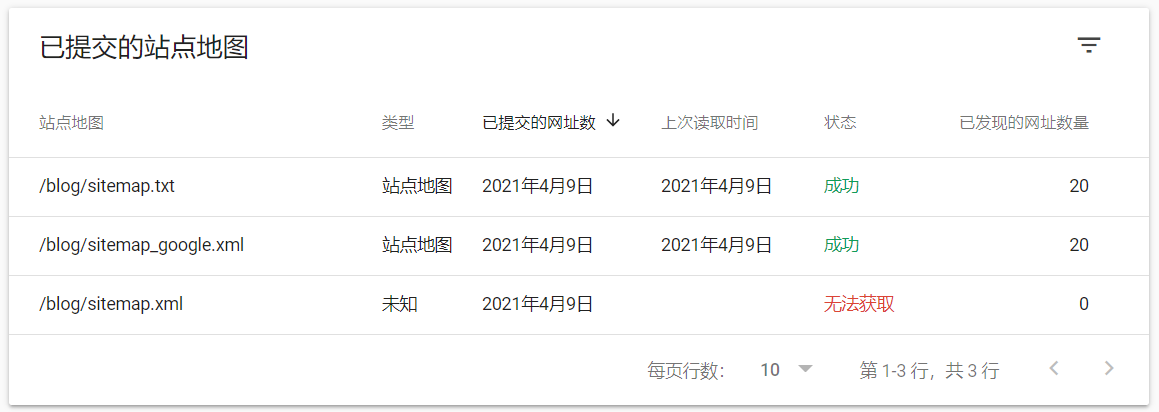 已提交的站点地图
站点地图 类型 已提交的网址数 ↓ 上次读取时间 状态 已发现的网址数量
/blog/sitemap.txt 站点地图 2021年4月9日 2021年4月9日 成功 20
/blog/sitemap_google.xml 站点地图 2021年4月9日 2021年4月9日 成功 20
/blog/sitemap.xml 未知 2021年4月9日 无法获取 0
每页行数： 10 第 1-3 行，共 3 行